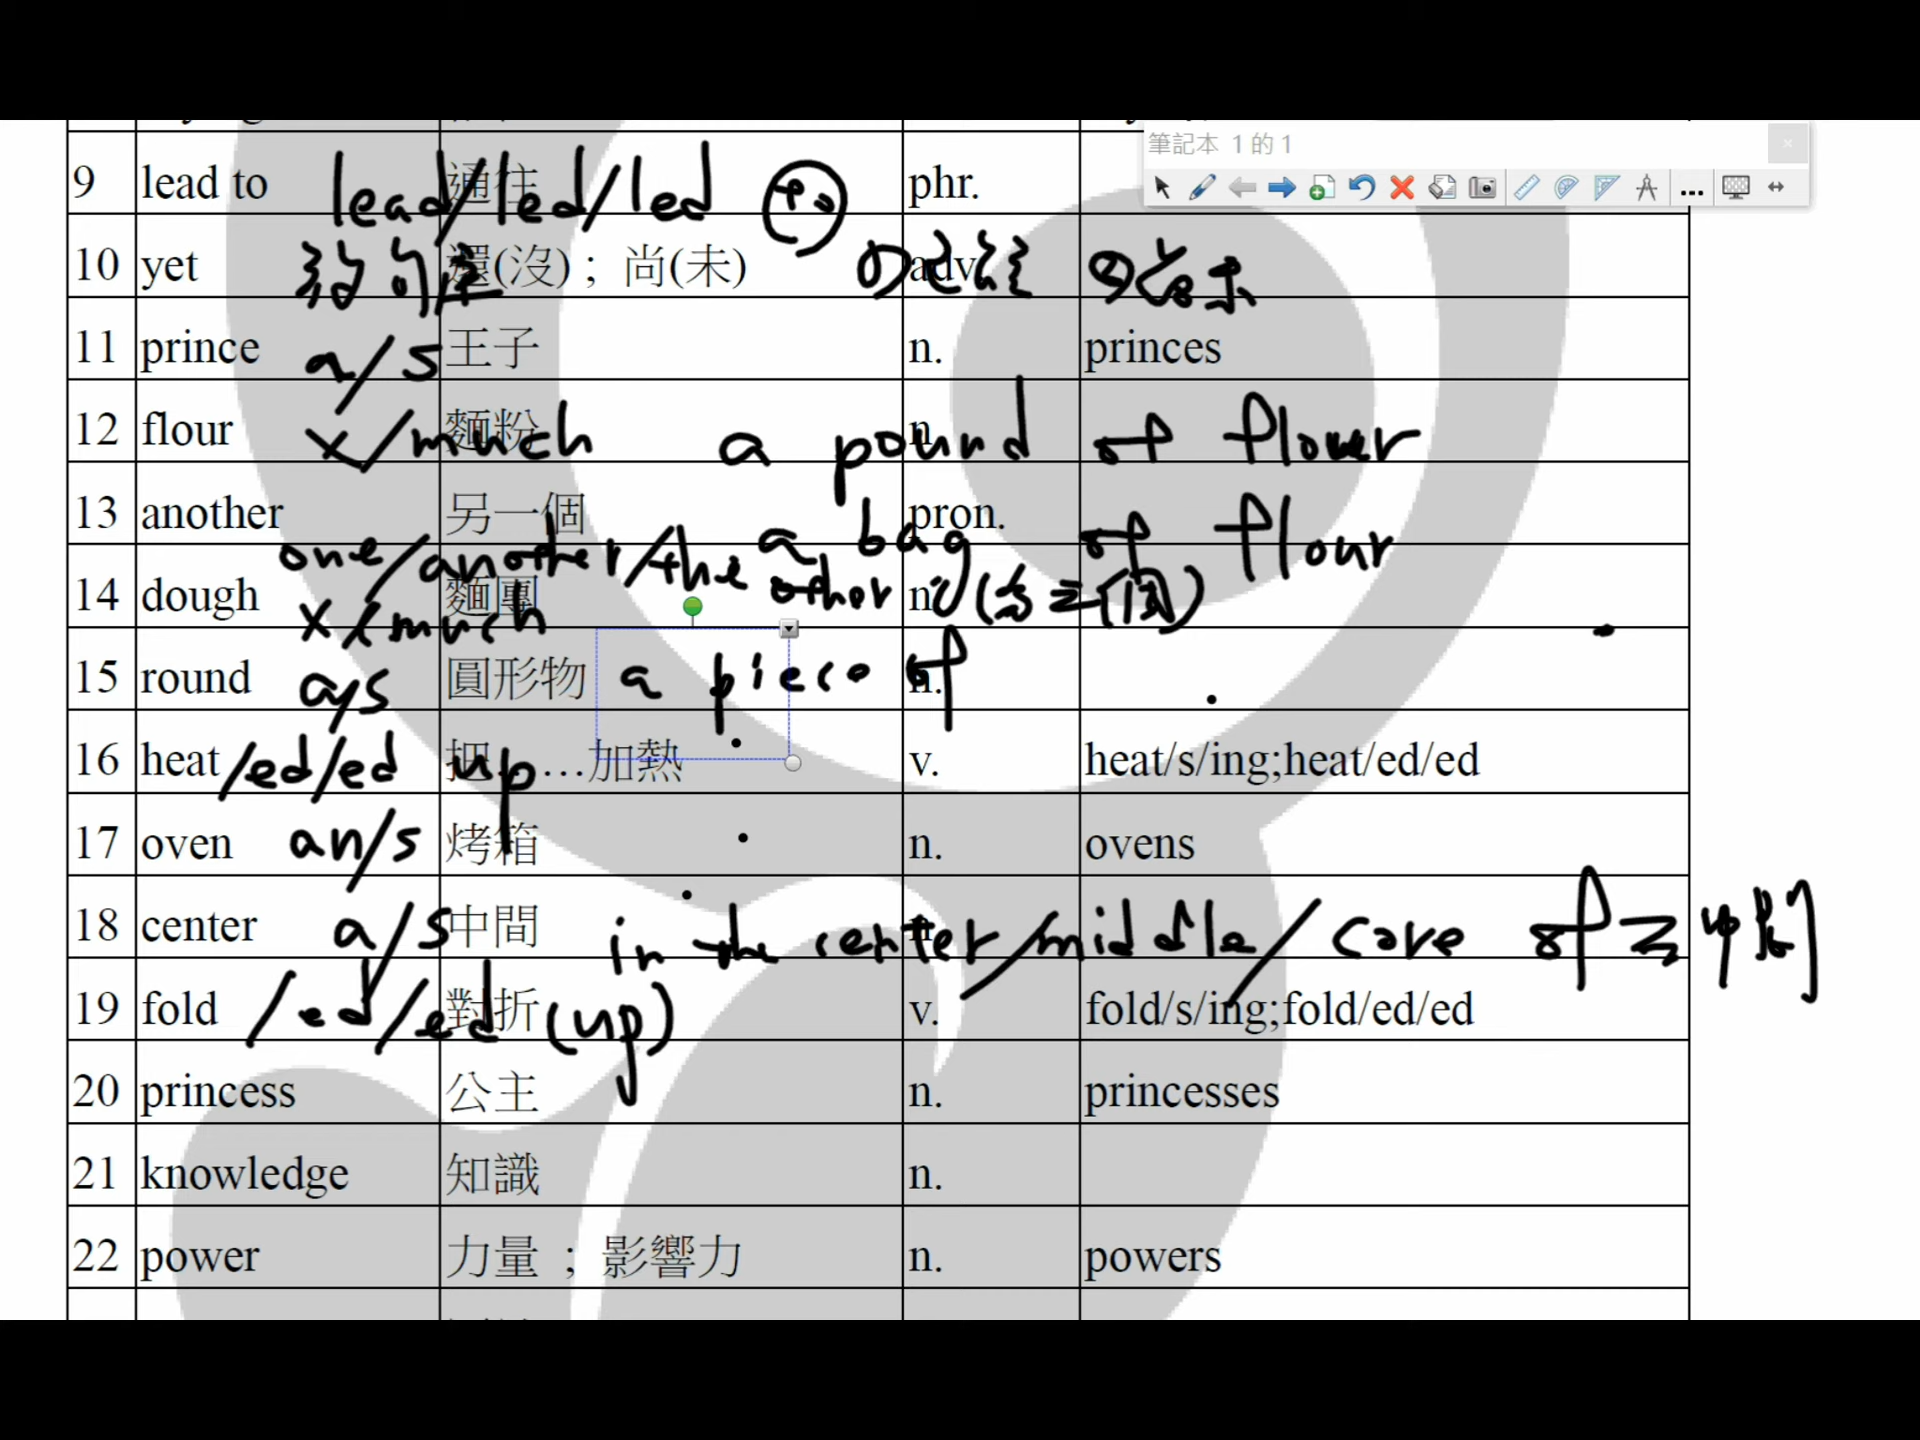 筆記本 1 的 1
9 lead to 通往 phr.
lead/led/led to
10 yet 還(沒)；尚(未) adv.
11 prince 王子 n. princes
a/s
12 flour 麵粉 n.
x/much a pound of flower
13 another 另一個 pron.
a bag of flour
one/another/the other
14 dough 麵團 n.
x/much
15 round 圓形物 n.
a/s a piece of
16 heat 把……加熱 v. heat/s/ing;heat/ed/ed
/ed/ed up
17 oven 烤箱 n. ovens
an/s
18 center 中間 n.
a/s in the center/middle/core of
19 fold 對折 v. fold/s/ing;fold/ed/ed
/ed/ed (up)
20 princess 公主 n. princesses
21 knowledge 知識 n.
22 power 力量；影響力 n. powers